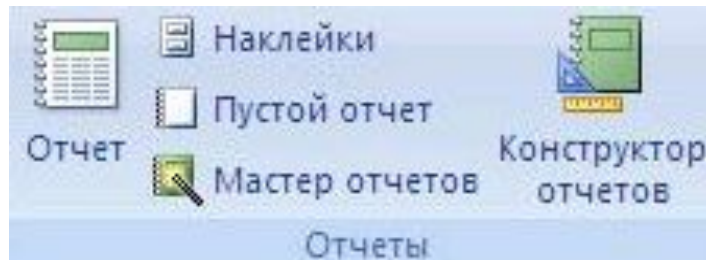 Отчет
Наклейки
Пустой отчет
Мастер отчетов
Конструктор
отчетов
Отчеты